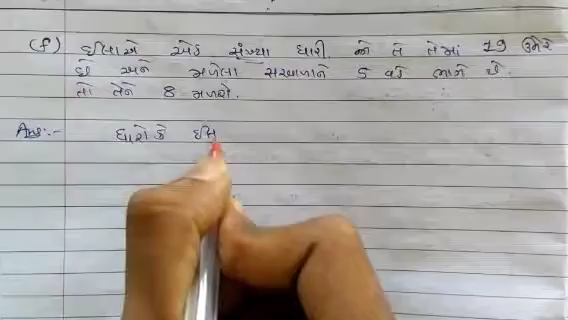 (f) ઈલાએ એક સંખ્યા ધારી. જો તે તેમાં 19 ઉમેરે
છે અને મળેલા સરવાળાને 5 વડે ભાગે છે.
તો તેને 8 મળશે.
Ans:- ધારો કે ઈલ